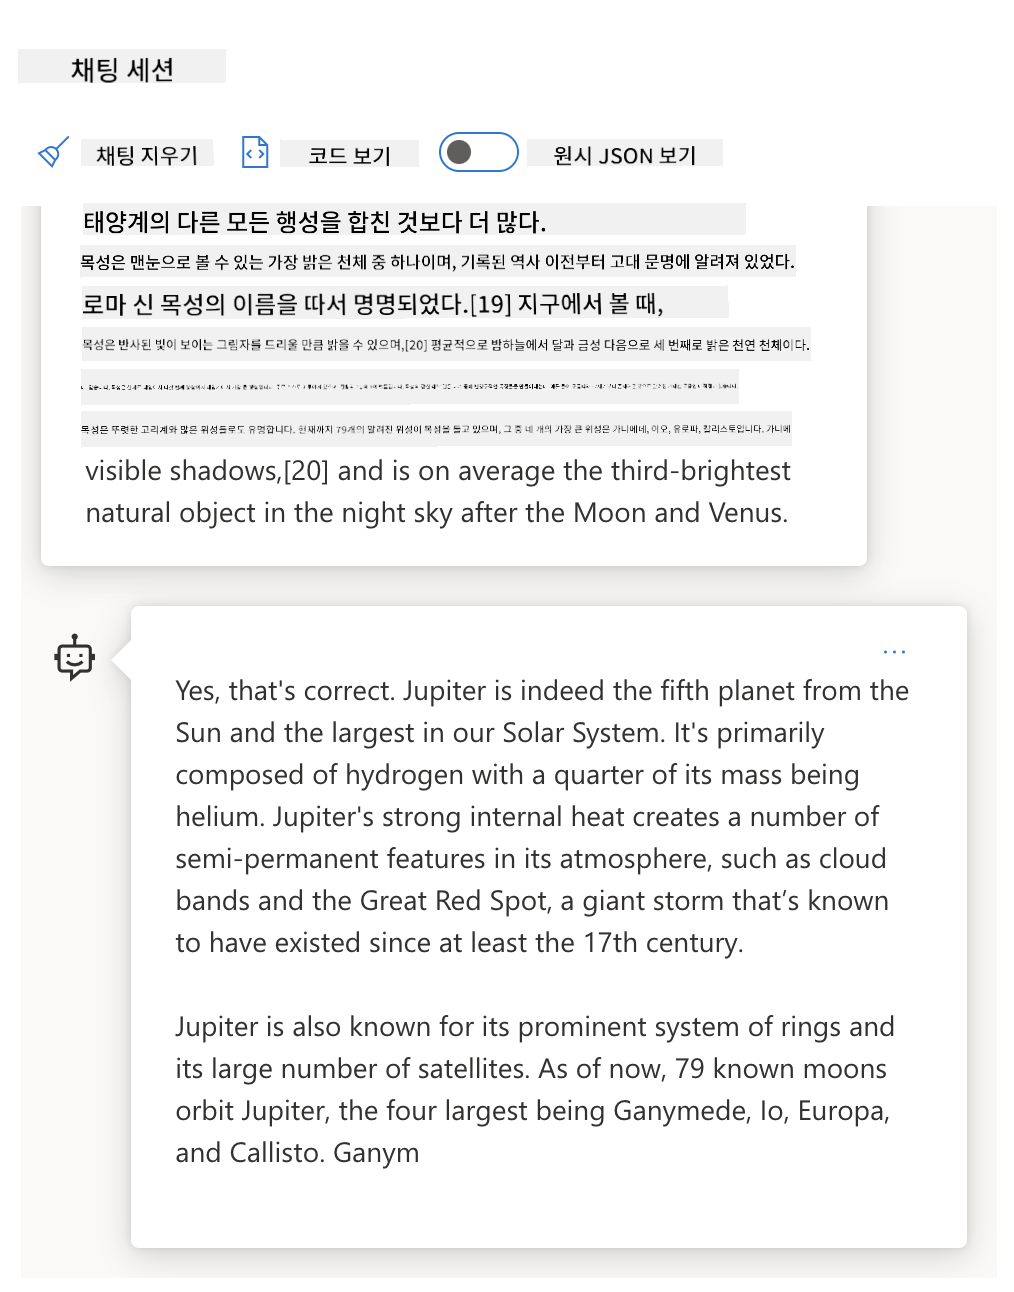 채팅 세션
채팅 지우기
코드 보기
원시 JSON 보기
태양계의 다른 모든 행성을 합친 것보다 더 많다.
목성은 맨눈으로 볼 수 있는 가장 밝은 천체 중 하나이며, 기록된 역사 이전부터 고대 문명에 알려져 있었다.
로마 신 목성의 이름을 따서 명명되었다.[19] 지구에서 볼 때,
목성은 반사된 빛이 보이는 그림자를 드리울 만큼 밝을 수 있으며,[20] 평균적으로 밤하늘에서 달과 금성 다음으로 세 번째로 밝은 천연 천체이다.
목성은 뚜렷한 고리계와 많은 위성들로도 유명합니다. 현재까지 79개의 알려진 위성이 목성을 돌고 있으며, 그 중 네 개의 가장 큰 위성은 가니메데, 이오, 유로파, 칼리스토입니다. 가니메
visible shadows,[20] and is on average the third-brightest
natural object in the night sky after the Moon and Venus.
Yes, that's correct. Jupiter is indeed the fifth planet from the
Sun and the largest in our Solar System. It's primarily
composed of hydrogen with a quarter of its mass being
helium. Jupiter's strong internal heat creates a number of
semi-permanent features in its atmosphere, such as cloud
bands and the Great Red Spot, a giant storm that’s known
to have existed since at least the 17th century.
Jupiter is also known for its prominent system of rings and
its large number of satellites. As of now, 79 known moons
orbit Jupiter, the four largest being Ganymede, Io, Europa,
and Callisto. Ganym